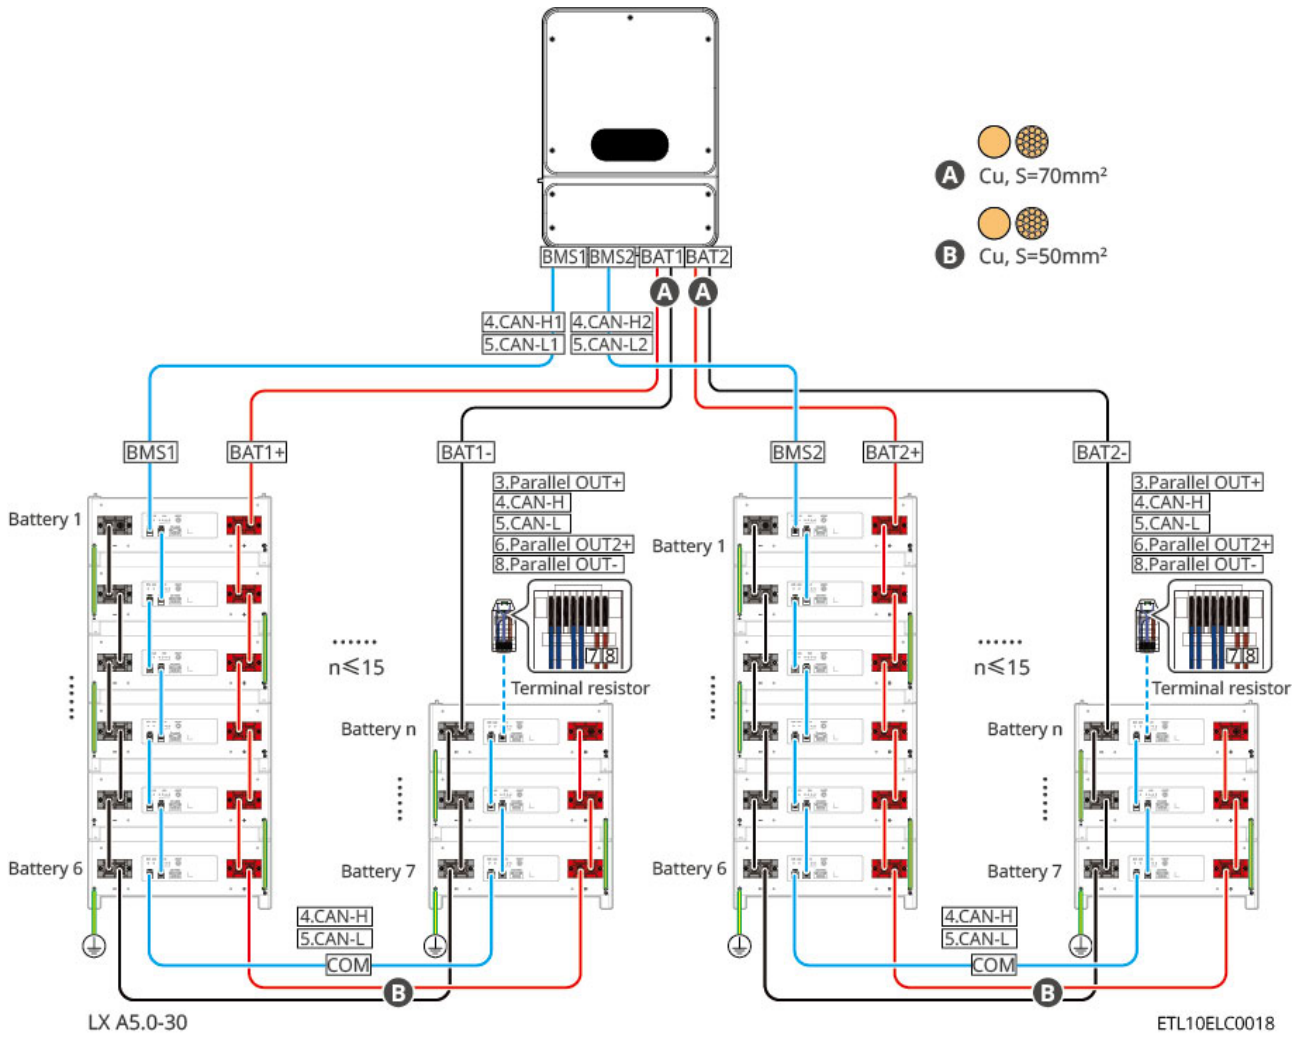 A Cu, S=70mm²
B Cu, S=50mm²
BMS1 BMS2 BAT1 BAT2
A A
4.CAN-H1 4.CAN-H2
5.CAN-L1 5.CAN-L2
BMS1 BAT1+ BAT1- BMS2 BAT2+ BAT2-
3.Parallel OUT+
4.CAN-H
5.CAN-L
6.Parallel OUT2+
8.Parallel OUT-
3.Parallel OUT+
4.CAN-H
5.CAN-L
6.Parallel OUT2+
8.Parallel OUT-
Battery 1
Battery 1
7 8
7 8
n⩽15
n⩽15
Terminal resistor
Terminal resistor
Battery n
Battery n
Battery 6
Battery 7
Battery 6
Battery 7
4.CAN-H
5.CAN-L
COM
4.CAN-H
5.CAN-L
COM
B
B
LX A5.0-30
ETL10ELC0018